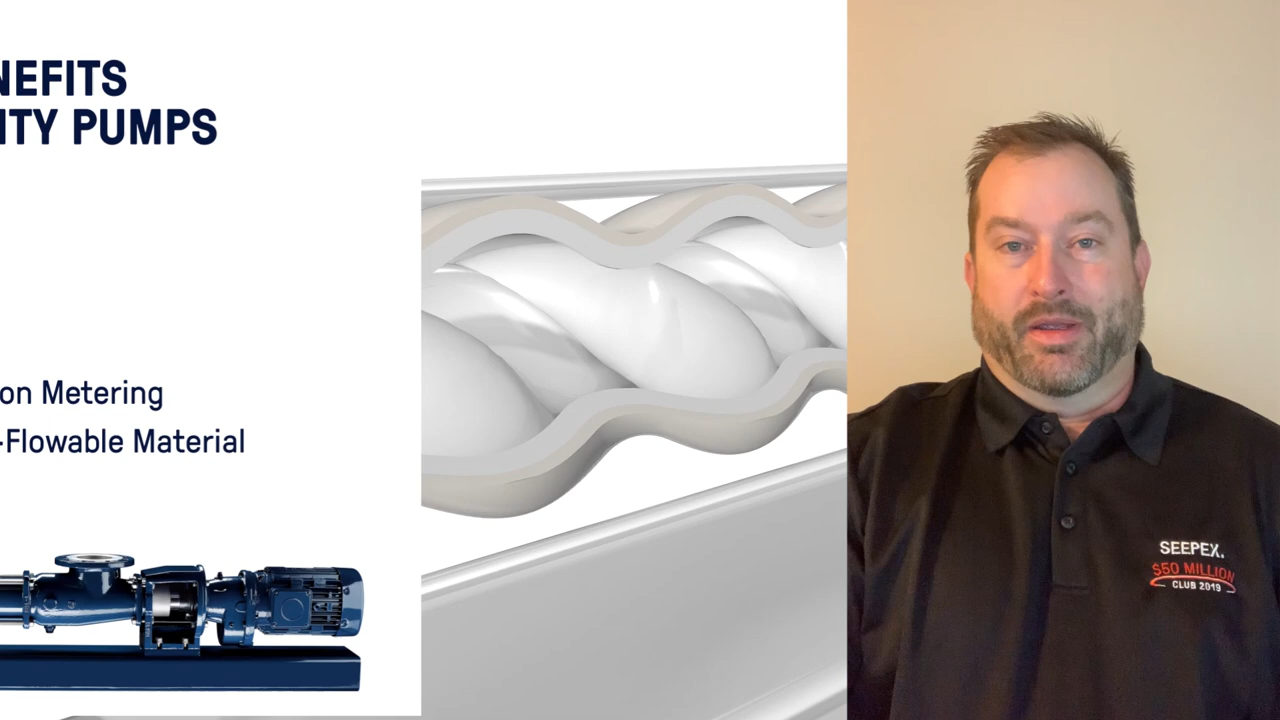 NEFITS
ITY PUMPS
on Metering
-Flowable Material
SEEPEX.
$50 MILLION
CLUB 2019